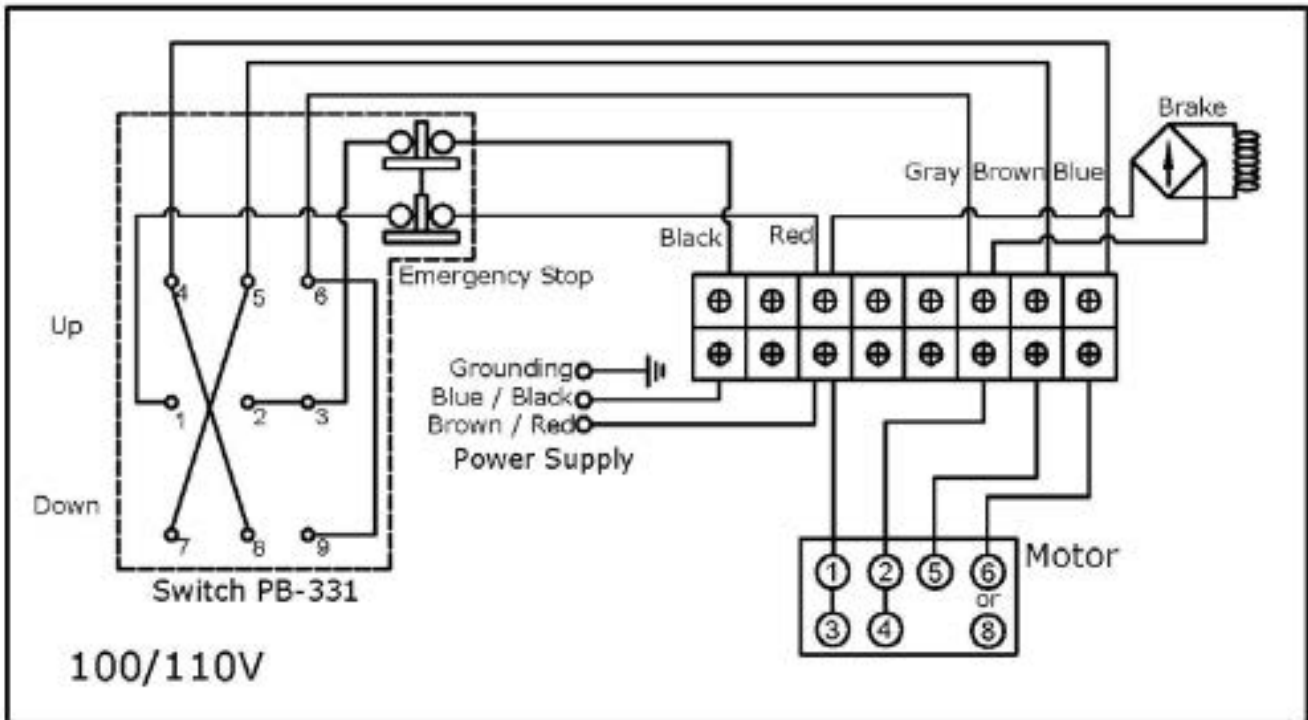 Brake
Gray Brown Blue
Black
Red
Emergency Stop
4 5 6
Up
Grounding
Blue / Black
Brown / Red
Power Supply
1 2 3
Down
7 8 9
Switch PB-331
Motor
1 2 5 6
or
3 4 8
100/110V